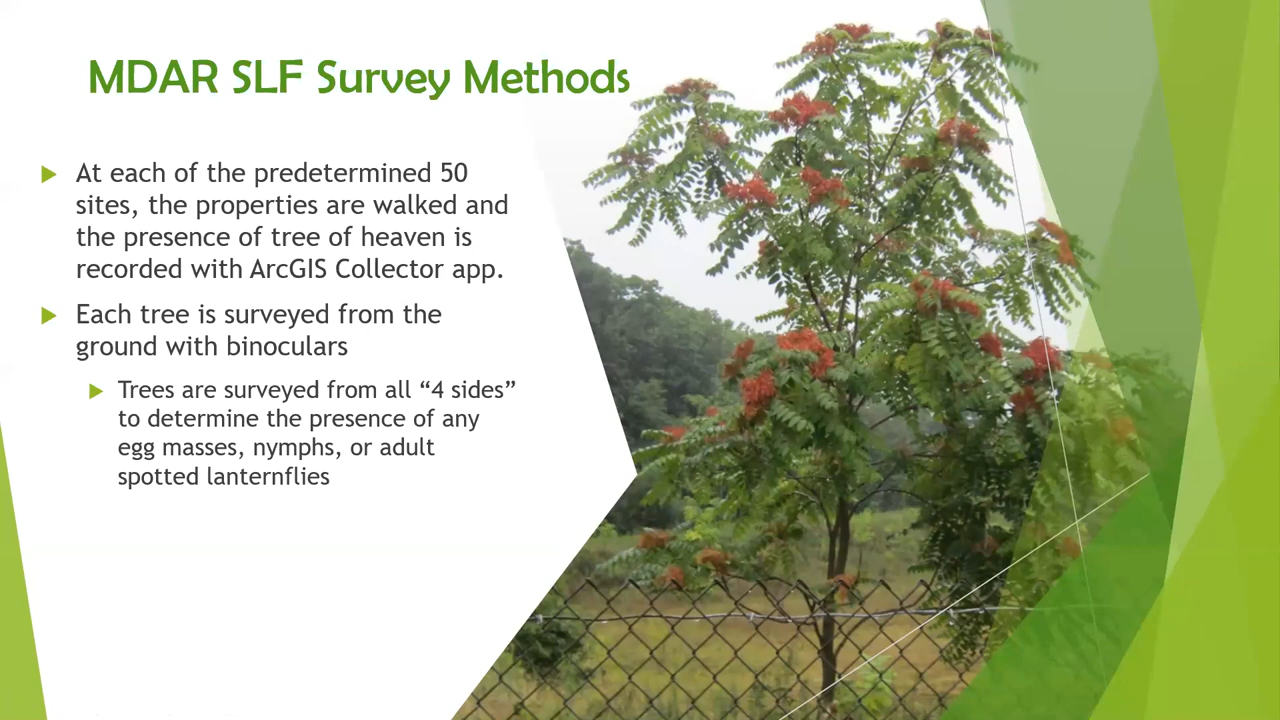 MDAR SLF Survey Methods
At each of the predetermined 50
sites, the properties are walked and
the presence of tree of heaven is
recorded with ArcGIS Collector app.
Each tree is surveyed from the
ground with binoculars
Trees are surveyed from all “4 sides”
to determine the presence of any
egg masses, nymphs, or adult
spotted lanternflies